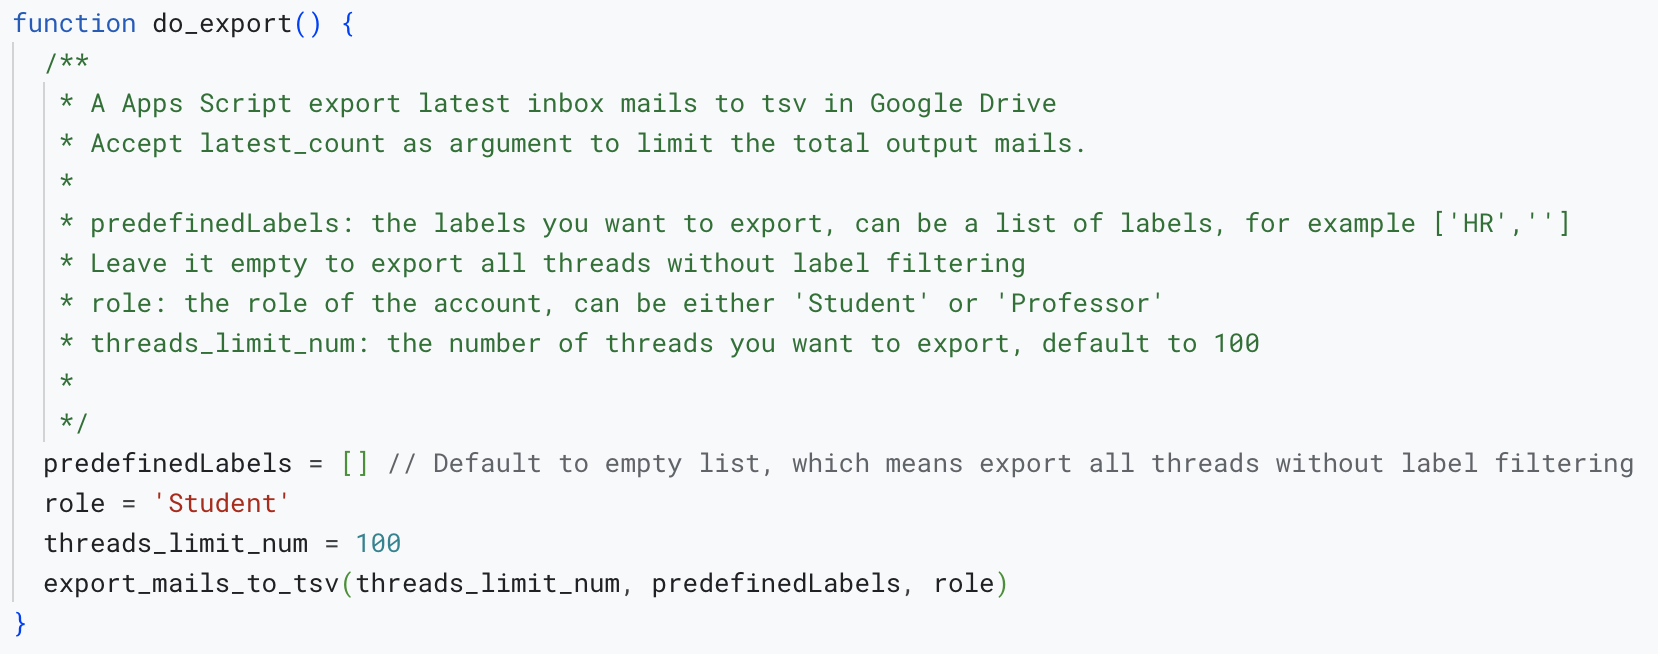 function do_export() {
/**
* A Apps Script export latest inbox mails to tsv in Google Drive
* Accept latest_count as argument to limit the total output mails.
*
* predefinedLabels: the labels you want to export, can be a list of labels, for example ['HR','']
* Leave it empty to export all threads without label filtering
* role: the role of the account, can be either 'Student' or 'Professor'
* threads_limit_num: the number of threads you want to export, default to 100
*
*/
predefinedLabels = [] // Default to empty list, which means export all threads without label filtering
role = 'Student'
threads_limit_num = 100
export_mails_to_tsv(threads_limit_num, predefinedLabels, role)
}